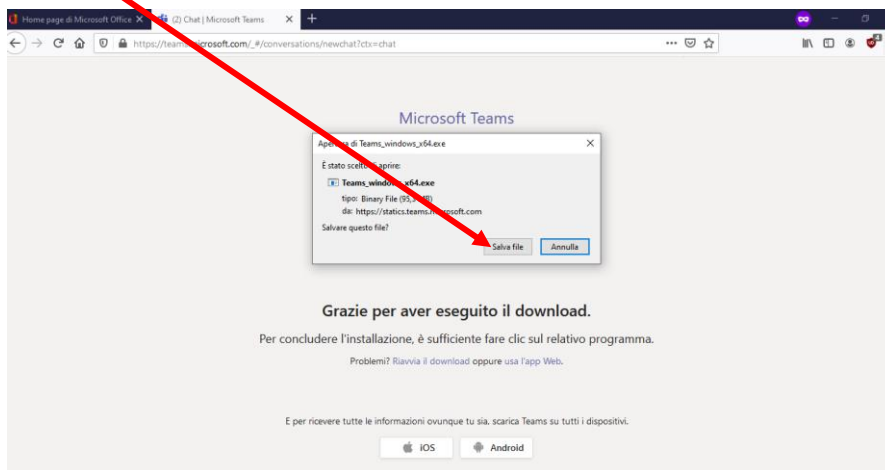 Home page di Microsoft Office
(2) Chat | Microsoft Teams
https://teams.microsoft.com/_#/conversations/newchat?ctx=chat
Microsoft Teams
Apertura di Teams_windows_x64.exe
È stato scelto di aprire:
Teams_windows_x64.exe
tipo: Binary File (95,3 MB)
da: https://statics.teams.microsoft.com
Salvare questo file?
Salva file
Annulla
Grazie per aver eseguito il download.
Per concludere l'installazione, è sufficiente fare clic sul relativo programma.
Problemi? Riavvia il download oppure usa l'app Web.
E per ricevere tutte le informazioni ovunque tu sia, scarica Teams su tutti i dispositivi.
iOS
Android